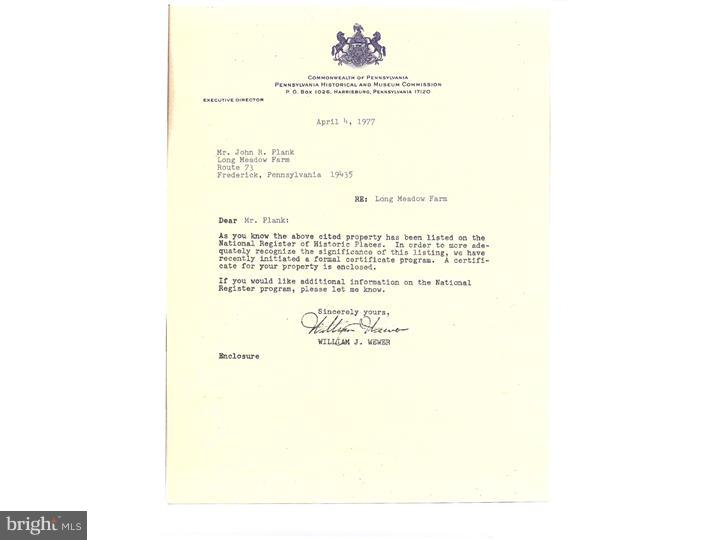 COMMONWEALTH OF PENNSYLVANIA
PENNSYLVANIA HISTORICAL AND MUSEUM COMMISSION
P. O. BOX 1026, HARRISBURG, PENNSYLVANIA 17120
EXECUTIVE DIRECTOR
April 4, 1977
Mr. John R. Plank
Long Meadow Farm
Route 73
Frederick, Pennsylvania 19435
RE: Long Meadow Farm
Dear Mr. Plank:
As you know the above cited property has been listed on the
National Register of Historic Places. In order to more ade-
quately recognize the significance of this listing, we have
recently initiated a formal certificate program. A certifi-
cate for your property is enclosed.
If you would like additional information on the National
Register program, please let me know.
Sincerely yours,
William J Wewer
WILLIAM J. WEWER
Enclosure
bright MLS